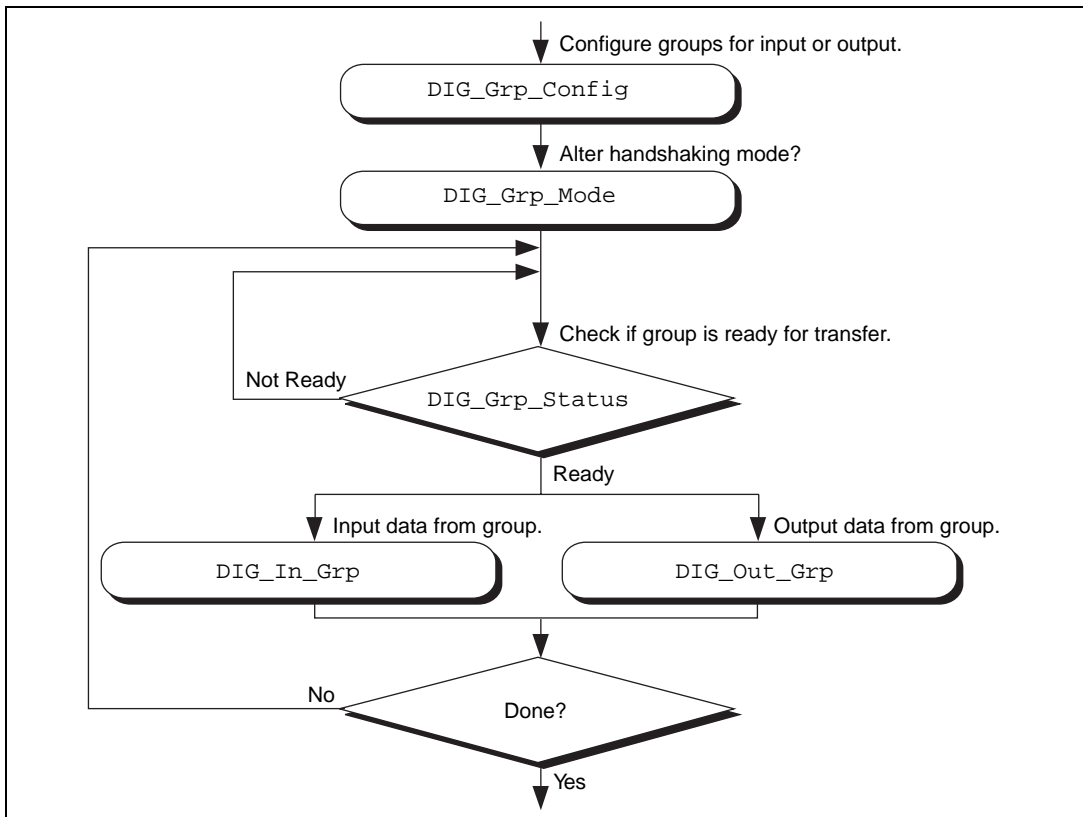 Configure groups for input or output.
DIG_Grp_Config
Alter handshaking mode?
DIG_Grp_Mode
Check if group is ready for transfer.
Not Ready
DIG_Grp_Status
Ready
Input data from group.
Output data from group.
DIG_In_Grp
DIG_Out_Grp
No
Done?
Yes